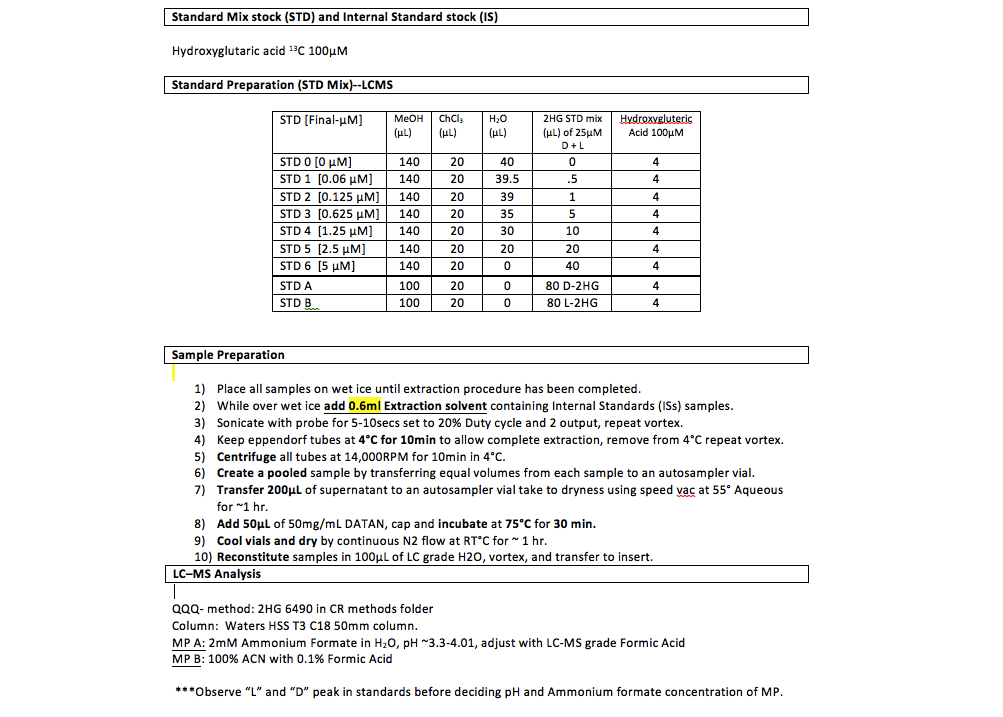 Standard Mix stock (STD) and Internal Standard stock (IS)
Hydroxyglutaric acid ¹³C 100µM
Standard Preparation (STD Mix)--LCMS
STD [Final-µM] MeOH (µL) ChCl₃ (µL) H₂O (µL) 2HG STD mix (µL) of 25µM D + L Hydroxygluteric Acid 100µM
STD 0 [0 µM] 140 20 40 0 4
STD 1 [0.06 µM] 140 20 39.5 .5 4
STD 2 [0.125 µM] 140 20 39 1 4
STD 3 [0.625 µM] 140 20 35 5 4
STD 4 [1.25 µM] 140 20 30 10 4
STD 5 [2.5 µM] 140 20 20 20 4
STD 6 [5 µM] 140 20 0 40 4
STD A 100 20 0 80 D-2HG 4
STD B 100 20 0 80 L-2HG 4
Sample Preparation
1) Place all samples on wet ice until extraction procedure has been completed.
2) While over wet ice add 0.6ml Extraction solvent containing Internal Standards (ISs) samples.
3) Sonicate with probe for 5-10secs set to 20% Duty cycle and 2 output, repeat vortex.
4) Keep eppendorf tubes at 4°C for 10min to allow complete extraction, remove from 4°C repeat vortex.
5) Centrifuge all tubes at 14,000RPM for 10min in 4°C.
6) Create a pooled sample by transferring equal volumes from each sample to an autosampler vial.
7) Transfer 200µL of supernatant to an autosampler vial take to dryness using speed vac at 55° Aqueous
for ~1 hr.
8) Add 50µL of 50mg/mL DATAN, cap and incubate at 75°C for 30 min.
9) Cool vials and dry by continuous N2 flow at RT°C for ~ 1 hr.
10) Reconstitute samples in 100µL of LC grade H2O, vortex, and transfer to insert.
LC–MS Analysis
QQQ- method: 2HG 6490 in CR methods folder
Column: Waters HSS T3 C18 50mm column.
MP A: 2mM Ammonium Formate in H₂O, pH ~3.3-4.01, adjust with LC-MS grade Formic Acid
MP B: 100% ACN with 0.1% Formic Acid
***Observe “L” and “D” peak in standards before deciding pH and Ammonium formate concentration of MP.